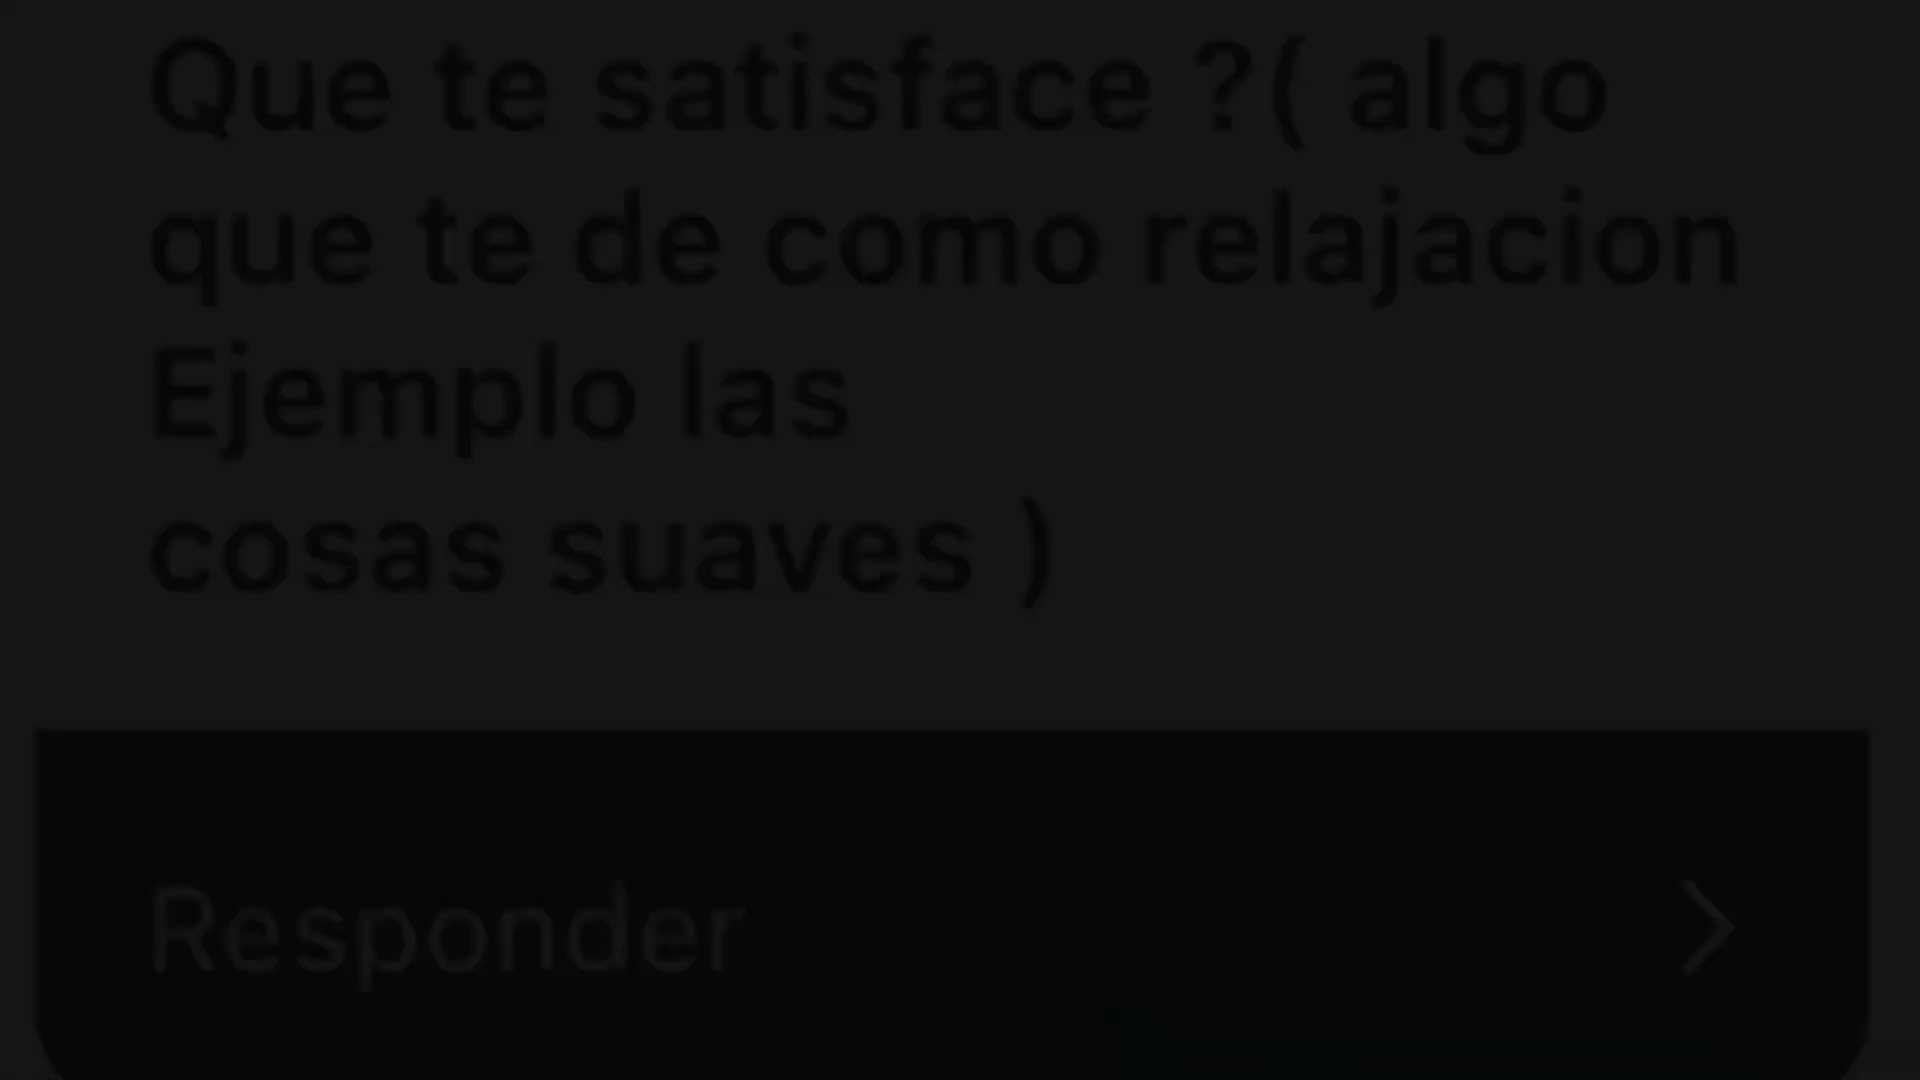 Que te satisface ?( algo
que te de como relajacion
Ejemplo las
cosas suaves )
Responder